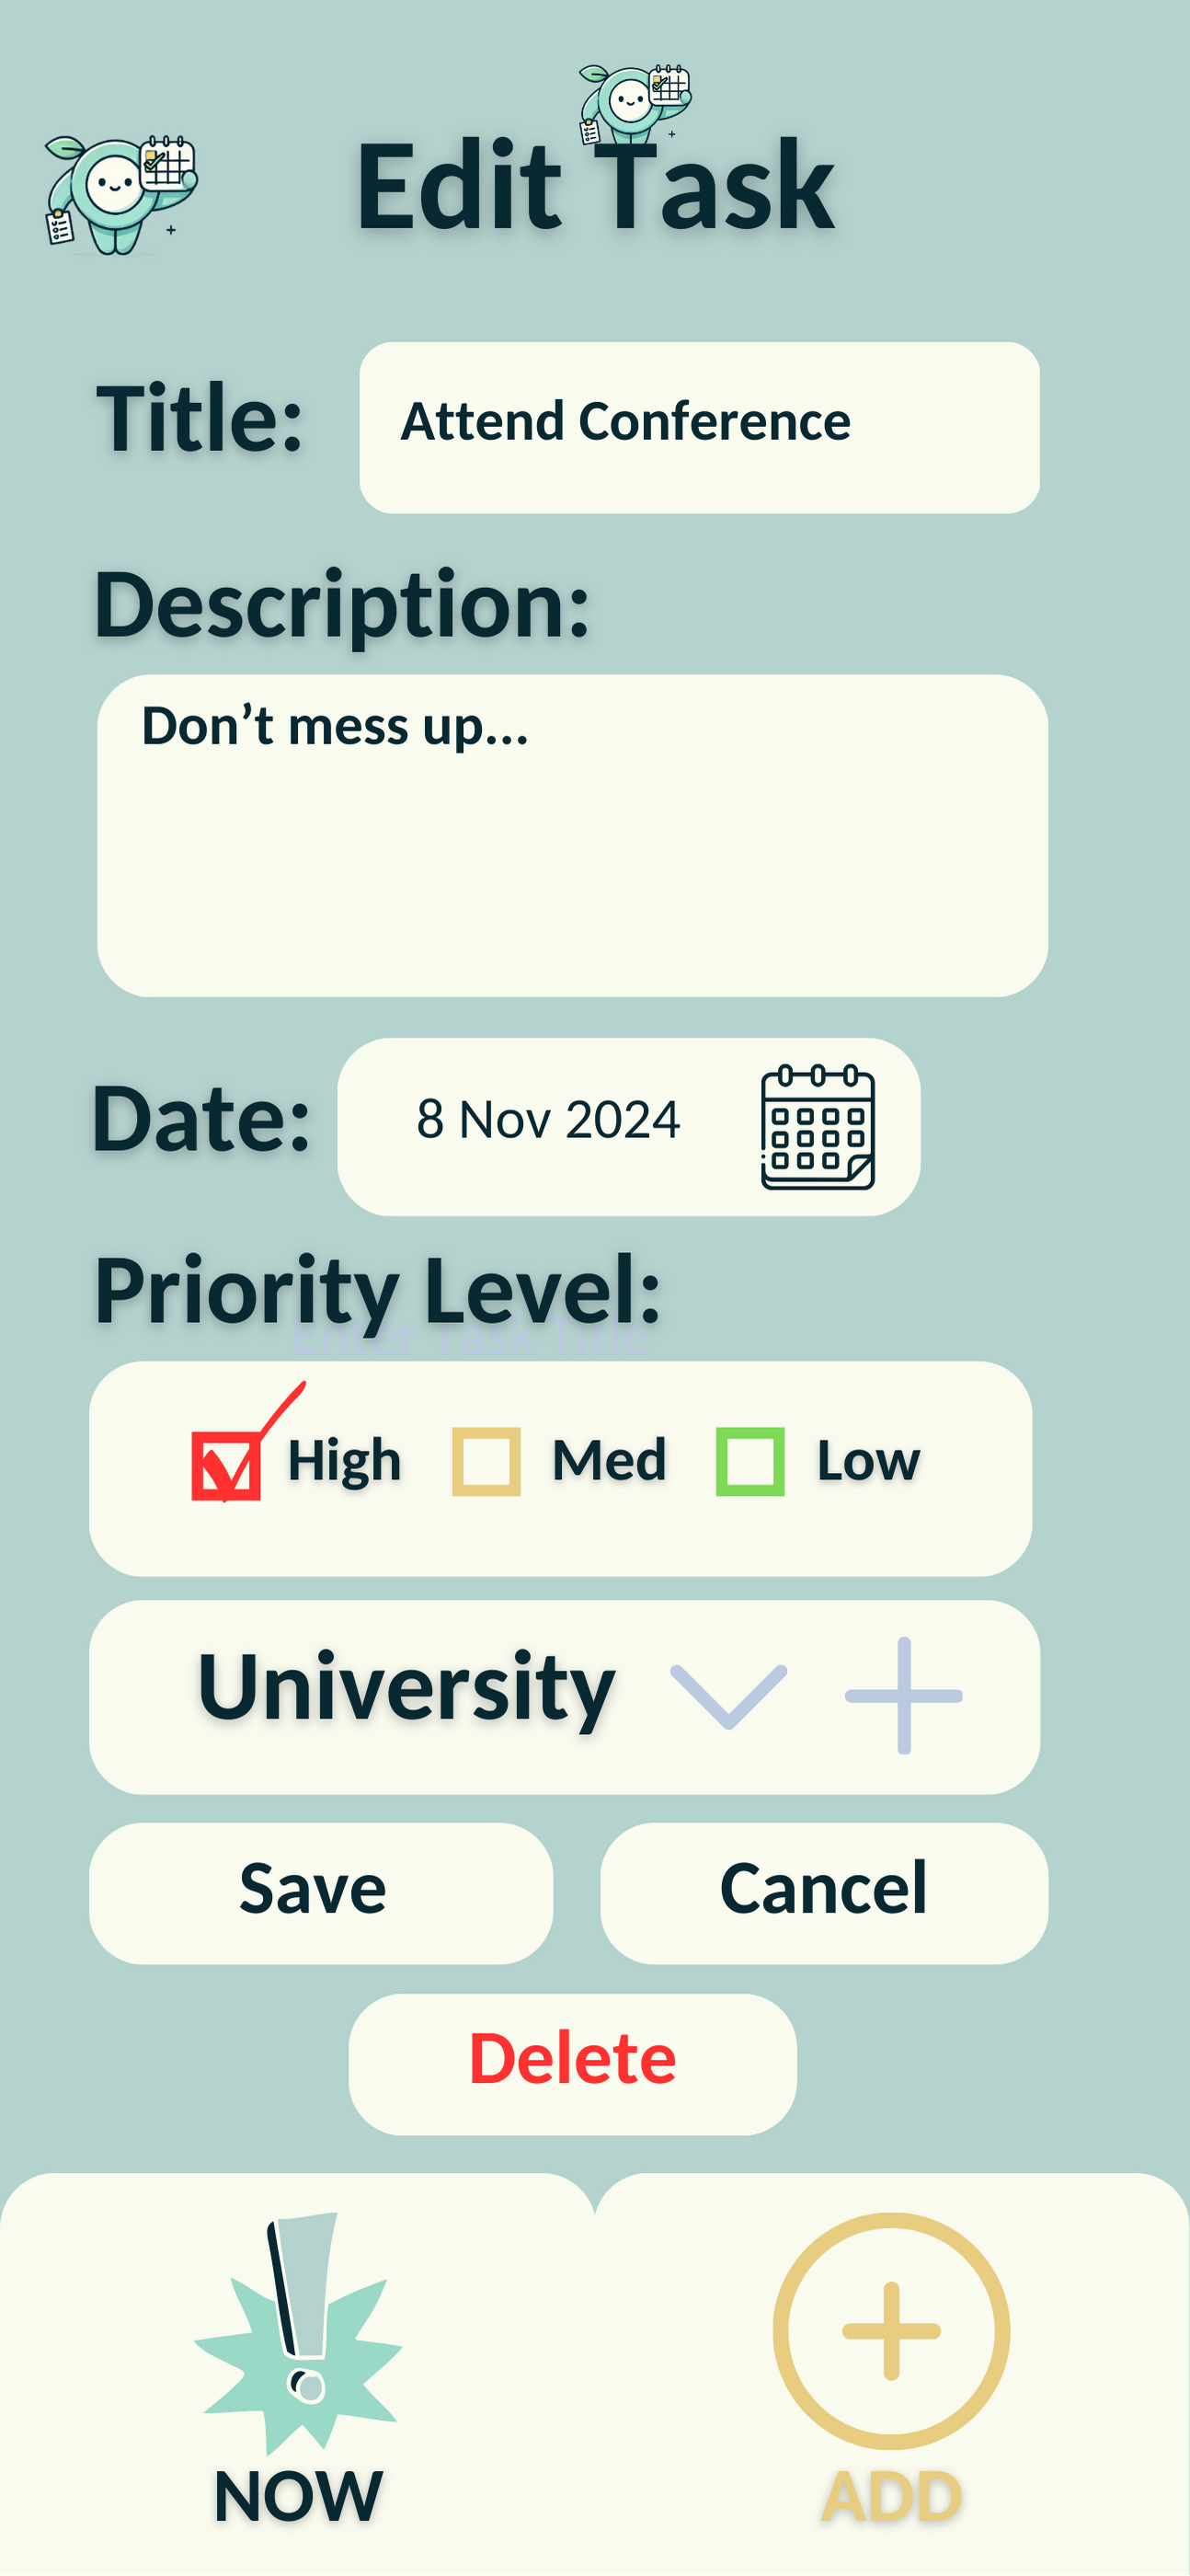 Edit Task
Title:
Attend Conference
Description:
Don’t mess up...
Date:
8 Nov 2024
Priority Level:
Enter Task Title
High Med Low
University
Save Cancel
Delete
NOW ADD